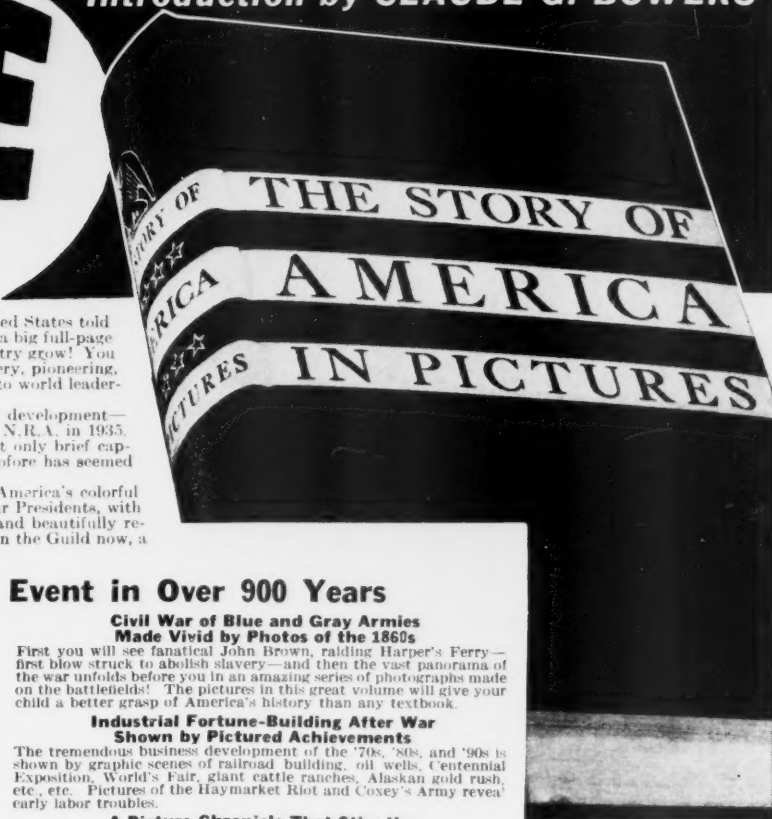 Introduction by CLAUDE G. BOWERS
E
STORY OF
RICA
PICTURES
THE STORY OF
AMERICA
IN PICTURES
ed States told
a big full-page
try grow! You
ery, pioneering,
to world leader-
development—
N.R.A. in 1935.
t only brief cap-
ofore has seemed
America's colorful
r Presidents, with
and beautifully re-
n the Guild now, a
Event in Over 900 Years
Civil War of Blue and Gray Armies
Made Vivid by Photos of the 1860s
First you will see fanatical John Brown, raiding Harper's Ferry—
first blow struck to abolish slavery—and then the vast panorama of
the war unfolds before you in an amazing series of photographs made
on the battlefields! The pictures in this great volume will give your
child a better grasp of America's history than any textbook.
Industrial Fortune-Building After War
Shown by Pictured Achievements
The tremendous business development of the '70s, '80s, and '90s is
shown by graphic scenes of railroad building, oil wells, Centennial
Exposition, World's Fair, giant cattle ranches, Alaskan gold rush,
etc., etc. Pictures of the Haymarket Riot and Coxey's Army revea'
early labor troubles.
A Picture Chronicle That